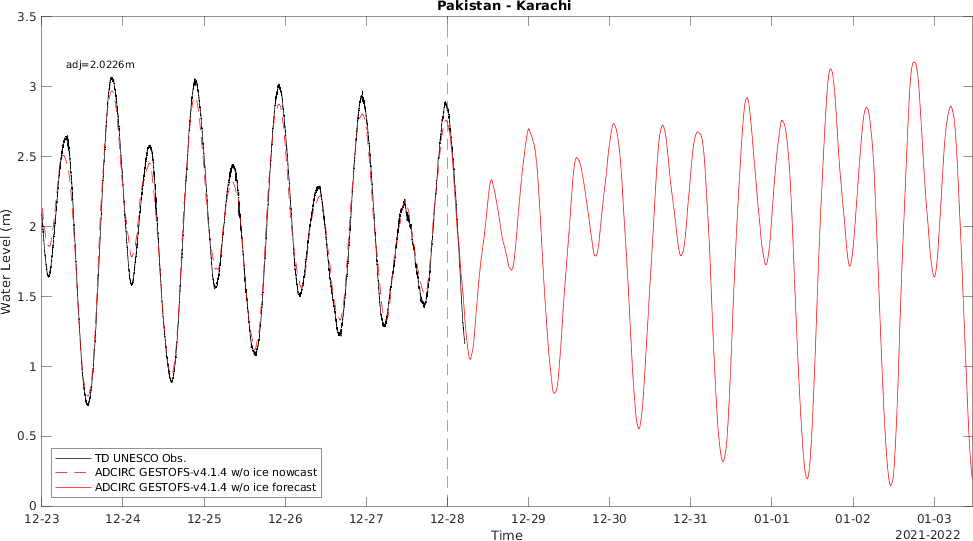 Pakistan - Karachi
3.5
adj=2.0226m
3
2.5
2
1.5
1
0.5
0
Water Level (m)
TD UNESCO Obs.
ADCIRC GESTOFS-v4.1.4 w/o ice nowcast
ADCIRC GESTOFS-v4.1.4 w/o ice forecast
12-23 12-24 12-25 12-26 12-27 12-28 12-29 12-30 12-31 01-01 01-02 01-03
Time
2021-2022